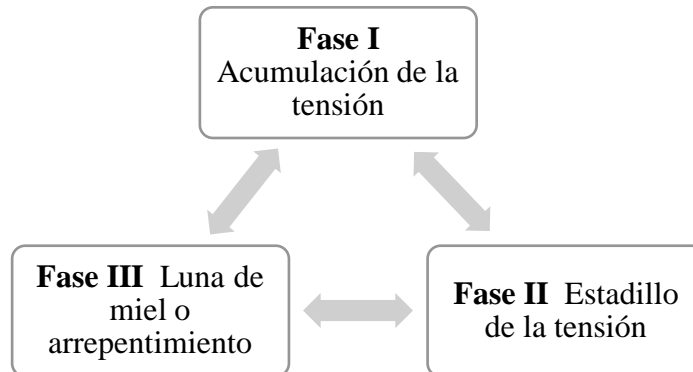 Fase I
Acumulación de la
tensión
Fase III Luna de
miel o
arrepentimiento
Fase II Estadillo
de la tensión